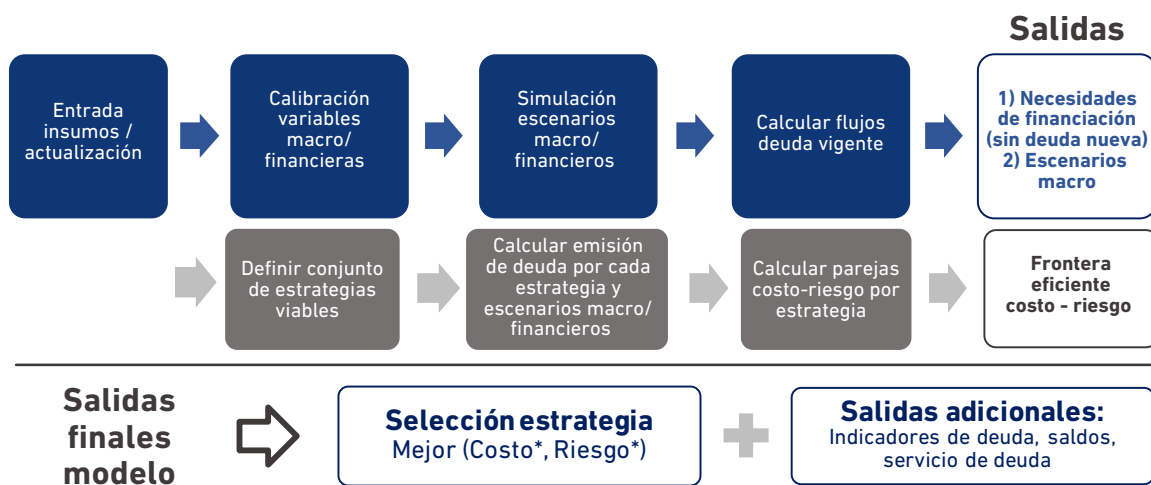 Salidas
Entrada
insumos /
actualización
Calibración
variables
macro/
financieras
Simulación
escenarios
macro/
financieros
Calcular flujos
deuda vigente
1) Necesidades
de financiación
(sin deuda nueva)
2) Escenarios
macro
Definir conjunto
de estrategias
viables
Calcular emisión
de deuda por cada
estrategia y
escenarios macro/
financieros
Calcular parejas
costo-riesgo por
estrategia
Frontera
eficiente
costo - riesgo
Salidas
finales
modelo
Selección estrategia
Mejor (Costo*, Riesgo*)
Salidas adicionales:
Indicadores de deuda, saldos,
servicio de deuda